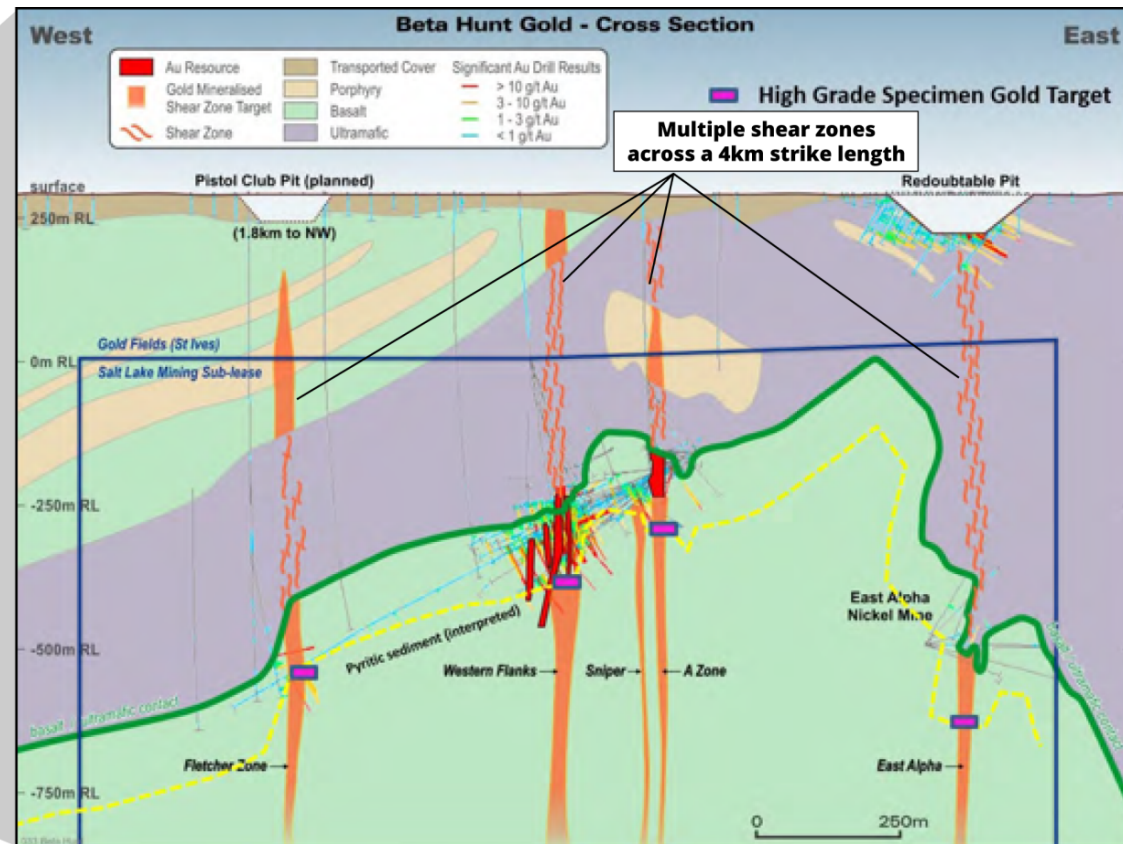 Beta Hunt Gold - Cross Section
West
East
Au Resource
Gold Mineralised
Shear Zone Target
Shear Zone
Transported Cover
Porphyry
Basalt
Ultramafic
Significant Au Drill Results
> 10 g/t Au
3 - 10 g/t Au
1 - 3 g/t Au
< 1 g/t Au
High Grade Specimen Gold Target
Multiple shear zones
across a 4km strike length
surface
Pistol Club Pit (planned)
Redoubtable Pit
250m RL
(1.8km to NW)
Gold Fields (St Ives)
0m RL
Salt Lake Mining Sub-lease
-250m RL
East Alpha
Nickel Mine
Pyritic sediment (interpreted)
-500m RL
Western Flanks
Sniper
A Zone
basalt - ultramafic contact
basalt - ultramafic contact
Fletcher Zone
East Alpha
-750m RL
0
250m